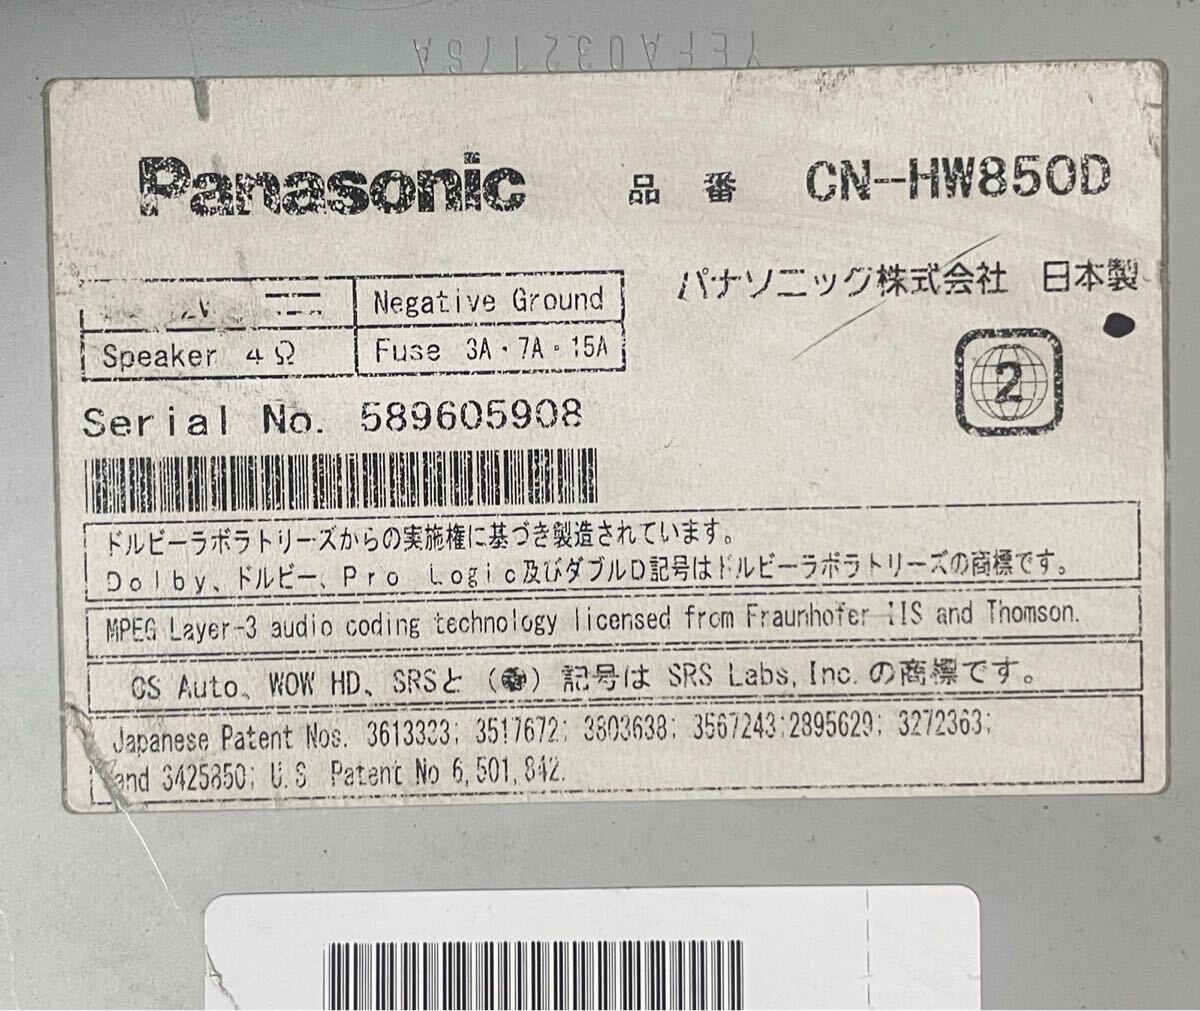 YEFA032176A
Panasonic 品番 CN-HW850D
パナソニック株式会社 日本製
V
Negative Ground
Speaker 4Ω
Fuse 3A・7A・15A
2
Serial No. 589605908
ドルビーラボラトリーズからの実施権に基づき製造されています。
Dolby、ドルビー、Pro Logic及びダブルD記号はドルビーラボラトリーズの商標です。
MPEG Layer-3 audio coding technology licensed from Fraunhofer IIS and Thomson.
CS Auto、WOW HD、SRSと ( ) 記号は SRS Labs, Inc. の商標です。
Japanese Patent Nos. 3613333; 3517672; 3803638; 3567243;2895629; 3272363;
and 3425850; U.S. Patent No 6,501,842.